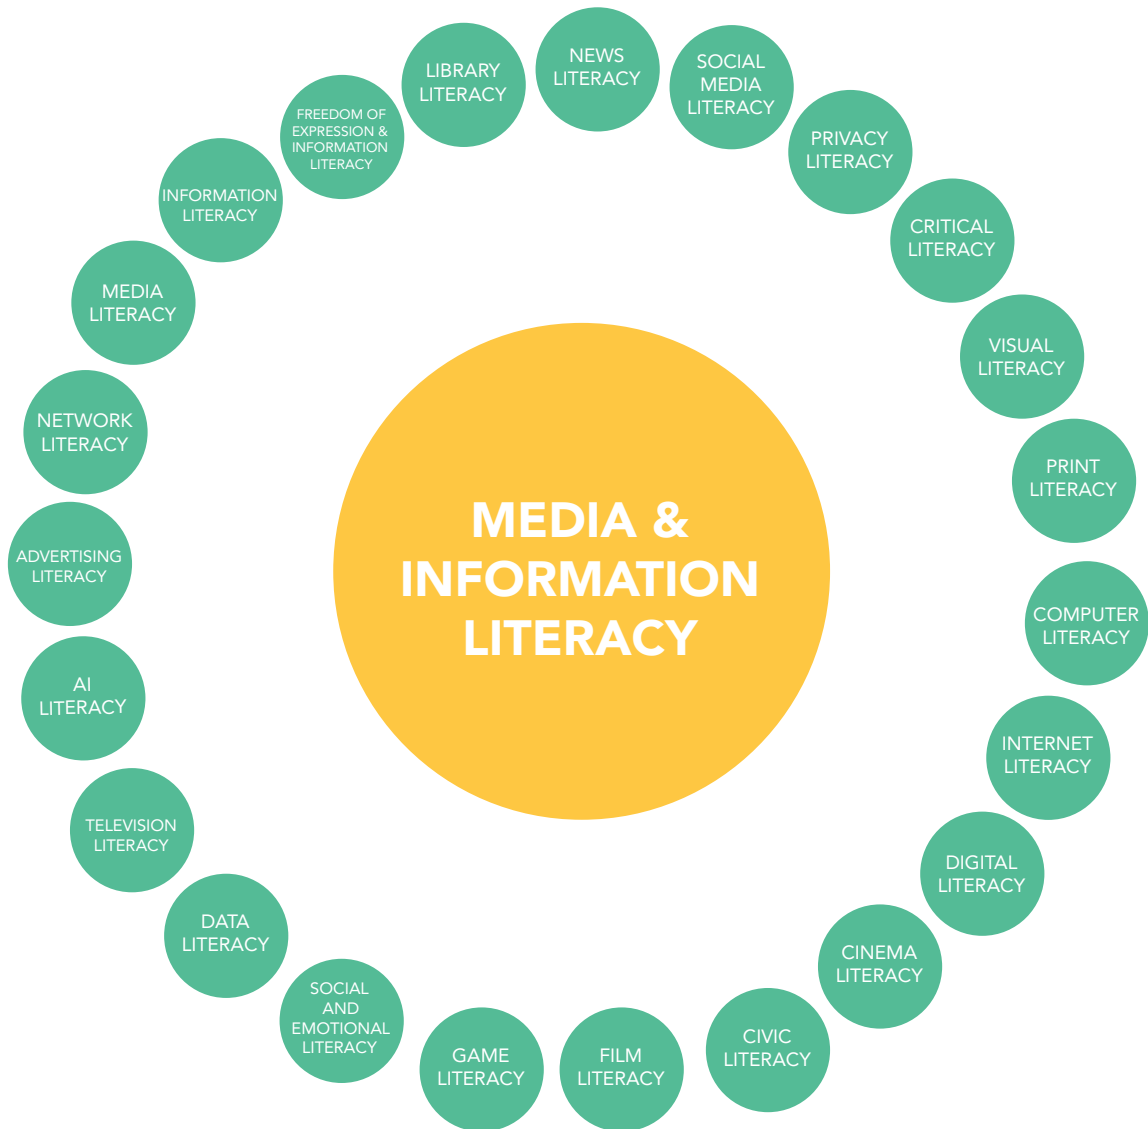 NEWS
LITERACY
SOCIAL
MEDIA
LITERACY
PRIVACY
LITERACY
CRITICAL
LITERACY
VISUAL
LITERACY
PRINT
LITERACY
COMPUTER
LITERACY
INTERNET
LITERACY
DIGITAL
LITERACY
CINEMA
LITERACY
CIVIC
LITERACY
FILM
LITERACY
GAME
LITERACY
SOCIAL
AND
EMOTIONAL
LITERACY
DATA
LITERACY
TELEVISION
LITERACY
AI
LITERACY
ADVERTISING
LITERACY
NETWORK
LITERACY
MEDIA
LITERACY
INFORMATION
LITERACY
FREEDOM OF
EXPRESSION &
INFORMATION
LITERACY
LIBRARY
LITERACY
MEDIA &
INFORMATION
LITERACY